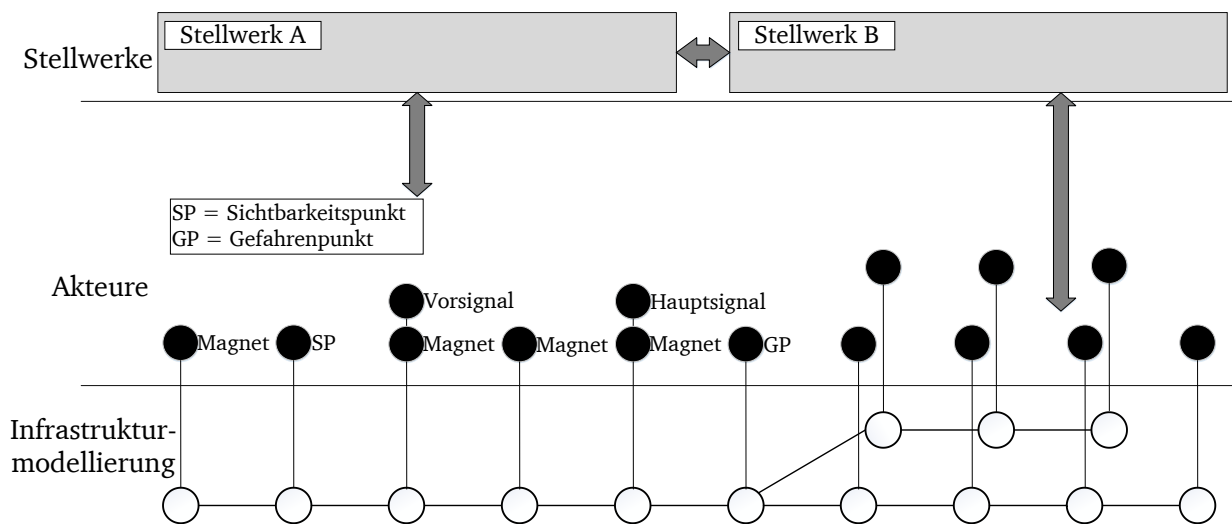 Stellwerk A
Stellwerk B
Stellwerke
SP = Sichtbarkeitspunkt
GP = Gefahrenpunkt
Akteure
Vorsignal
Hauptsignal
Magnet
SP
Magnet
Magnet
Magnet
GP
Infrastruktur-
modellierung